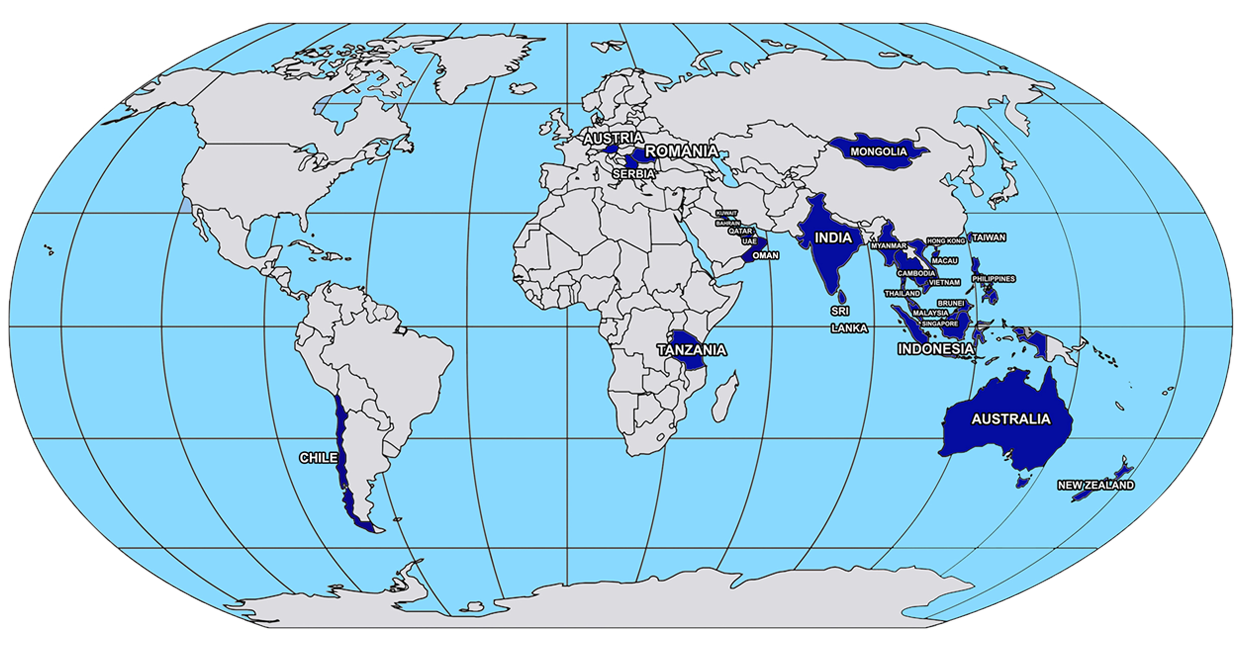 AUSTRIA
ROMANIA
SERBIA
MONGOLIA
KUWAIT
BAHRAIN
QATAR
UAE
OMAN
INDIA
MYANMAR
HONG KONG
TAIWAN
MACAU
CAMBODIA
VIETNAM
PHILIPPINES
THAILAND
BRUNEI
SRI
LANKA
MALAYSIA
SINGAPORE
INDONESIA
TANZANIA
AUSTRALIA
CHILE
NEW ZEALAND